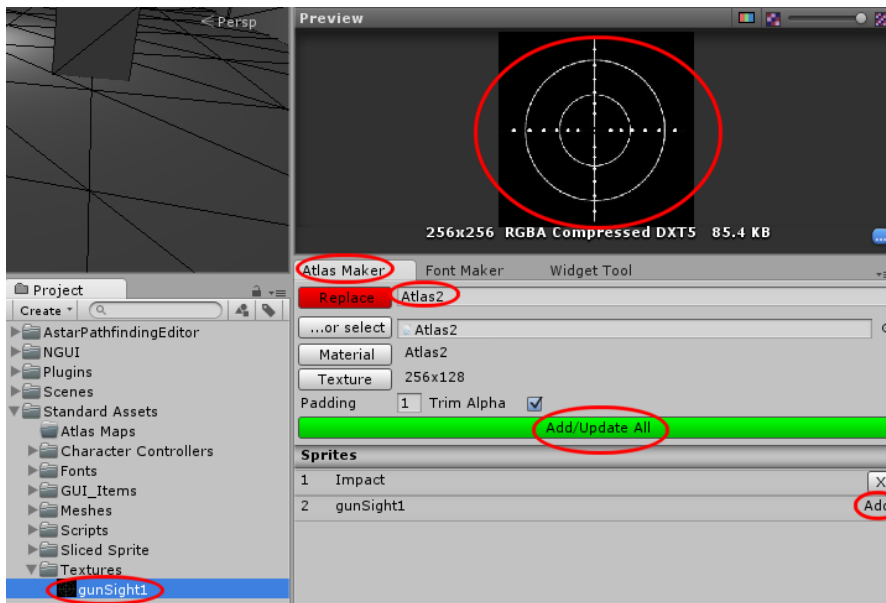 Persp
Preview
256x256 RGBA Compressed DXT5 85.4 KB
Atlas Maker Font Maker Widget Tool
Replace Atlas2
...or select Atlas2
Material Atlas2
Texture 256x128
Padding 1 Trim Alpha
Add/Update All
Sprites
1 Impact X
2 gunSight1 Add
Project
Create
AstarPathfindingEditor
NGUI
Plugins
Scenes
Standard Assets
Atlas Maps
Character Controllers
Fonts
GUI_Items
Meshes
Scripts
Sliced Sprite
Textures
gunSight1